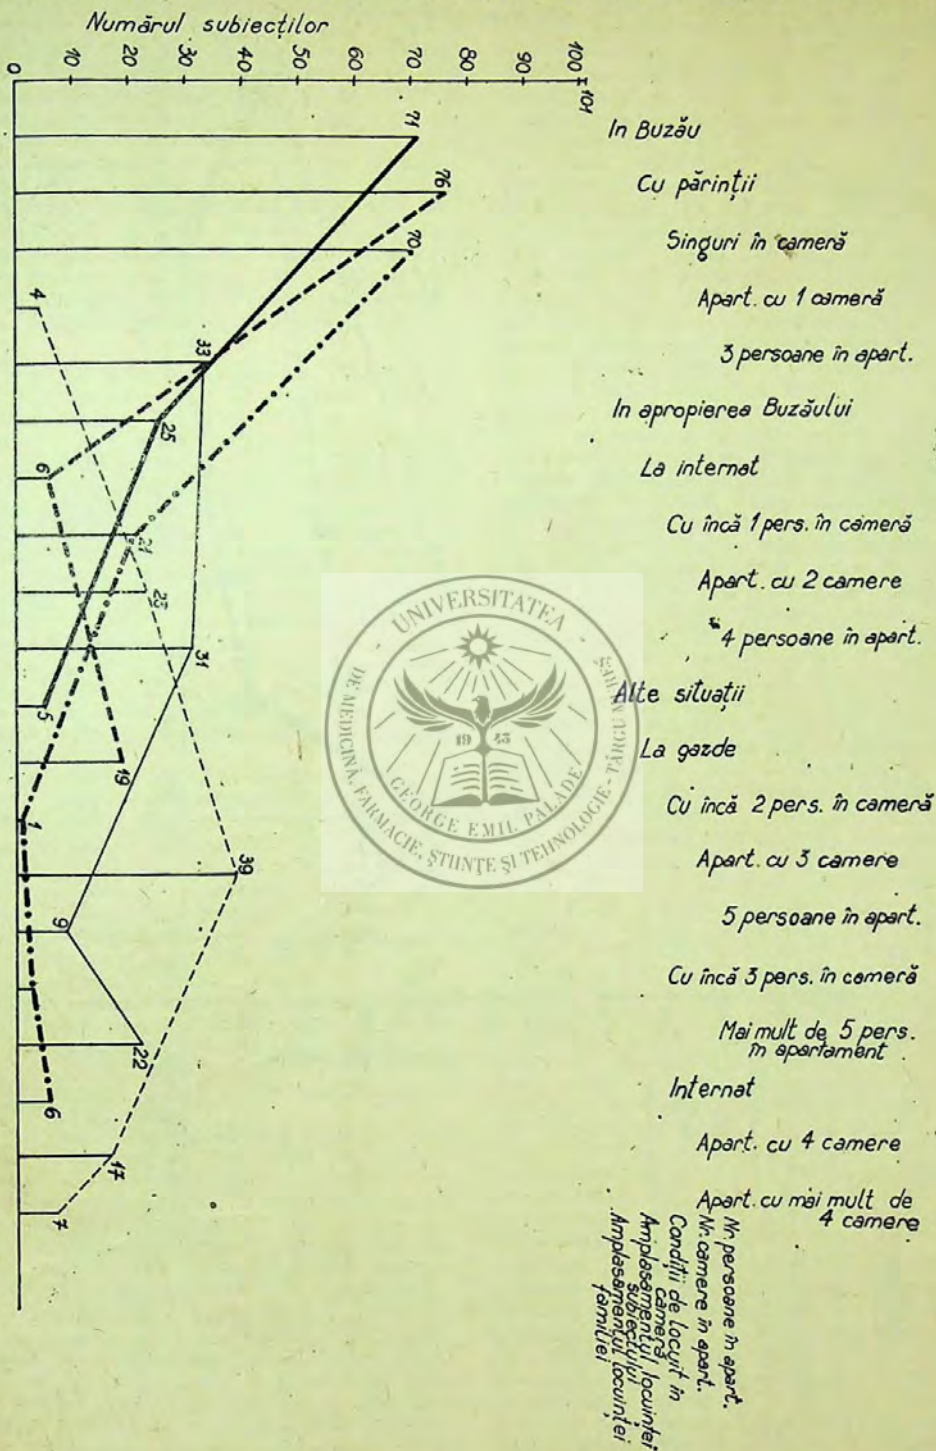 Numărul subiecților
0 10 20 30 40 50 60 70 80 90 100 101
71
In Buzău
76
Cu părinții
70
Singuri în cameră
4
Apart. cu 1 cameră
33
3 persoane în apart.
25
In apropierea Buzăului
6
La internat
21
Cu încă 1 pers. în cameră
23
Apart. cu 2 camere
31
4 persoane în apart.
5
Alte situații
19
La gazde
1
Cu încă 2 pers. în cameră
39
Apart. cu 3 camere
9
5 persoane în apart.
Cu încă 3 pers. în cameră
22
Mai mult de 5 pers.
în apartament
6
Internat
17
Apart. cu 4 camere
7
Apart. cu mai mult de
4 camere
Nr. persoane în apart.
Nr. camere în apart.
Condiții de locuit în
cameră
Amplasamentul locuinței
subiectului
Amplasamentul locuinței
familiei
UNIVERSITATEA
DE MEDICINĂ, FARMACIE, ȘTIINȚE ȘI TEHNOLOGIE - TÂRGU MUREȘ
GEORGE EMIL PALADE
19 45